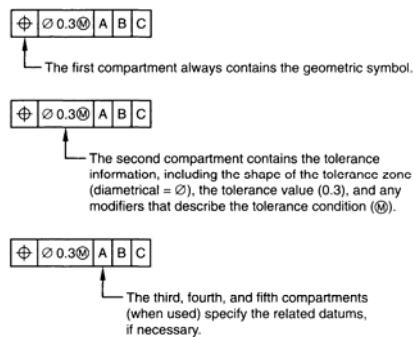 ⌖ ⌀ 0.3Ⓜ A B C
The first compartment always contains the geometric symbol.
⌖ ⌀ 0.3Ⓜ A B C
The second compartment contains the tolerance
information, including the shape of the tolerance zone
(diametrical = ⌀), the tolerance value (0.3), and any
modifiers that describe the tolerance condition (Ⓜ).
⌖ ⌀ 0.3Ⓜ A B C
The third, fourth, and fifth compartments
(when used) specify the related datums,
if necessary.